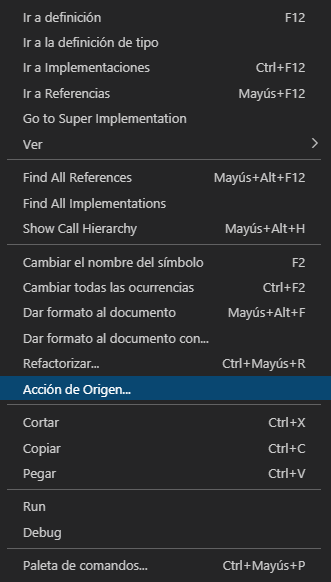 Ir a definición F12
Ir a la definición de tipo
Ir a Implementaciones Ctrl+F12
Ir a Referencias Mayús+F12
Go to Super Implementation
Ver
Find All References Mayús+Alt+F12
Find All Implementations
Show Call Hierarchy Mayús+Alt+H
Cambiar el nombre del símbolo F2
Cambiar todas las ocurrencias Ctrl+F2
Dar formato al documento Mayús+Alt+F
Dar formato al documento con...
Refactorizar... Ctrl+Mayús+R
Acción de Origen...
Cortar Ctrl+X
Copiar Ctrl+C
Pegar Ctrl+V
Run
Debug
Paleta de comandos... Ctrl+Mayús+P